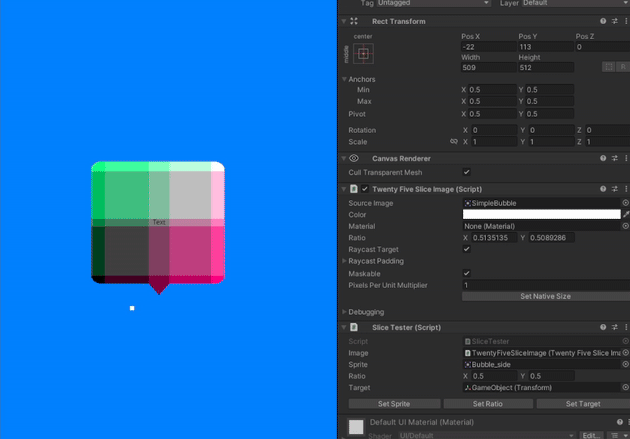 Tag Untagged Layer Default
Rect Transform
center Pos X Pos Y Pos Z
-22 113 0
middle
Width Height
509 512 R
Anchors
Min X 0.5 Y 0.5
Max X 0.5 Y 0.5
Pivot X 0.5 Y 0.5
Rotation X 0 Y 0 Z 0
Scale X 1 Y 1 Z 1
Canvas Renderer
Cull Transparent Mesh
Twenty Five Slice Image (Script)
Source Image SimpleBubble
Color
Material None (Material)
Ratio X 0.5135135 Y 0.5089286
Raycast Target
Raycast Padding
Maskable
Pixels Per Unit Multiplier 1
Set Native Size
Debugging
Slice Tester (Script)
Script SliceTester
Image TwentyFiveSliceImage (Twenty Five Slice Im
Sprite Bubble_side
Ratio X 0.5 Y 0.5
Target GameObject (Transform)
Set Sprite Set Ratio Set Target
Default UI Material (Material)
Shader UI/Default Edit...
Text